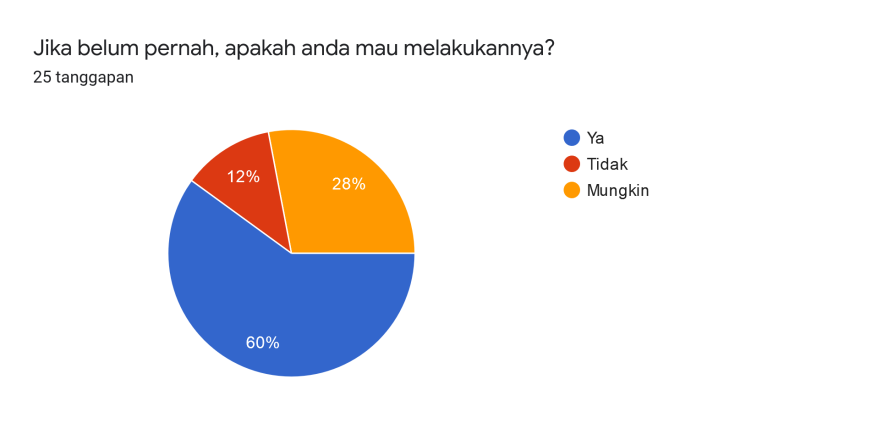 Jika belum pernah, apakah anda mau melakukannya?
25 tanggapan
Ya
Tidak
Mungkin
12%
28%
60%